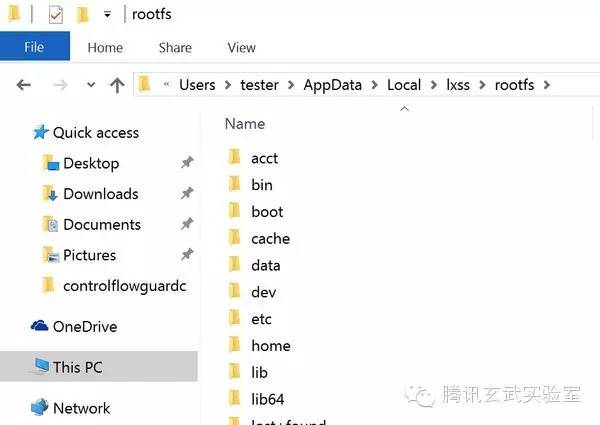 rootfs
File Home Share View
« Users > tester > AppData > Local > lxss > rootfs >
Name
Quick access
Desktop
Downloads
Documents
Pictures
controlflowguardc
OneDrive
This PC
Network
acct
bin
boot
cache
data
dev
etc
home
lib
lib64
lost+found
腾讯玄武实验室